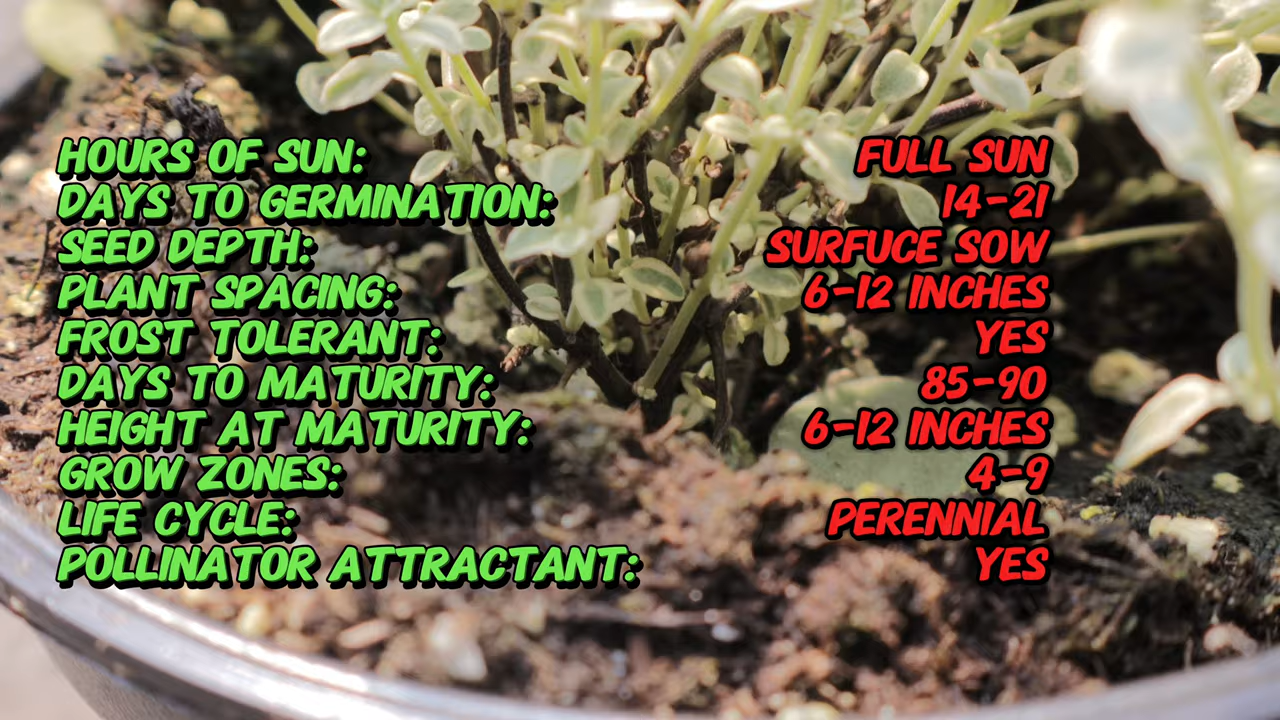 HOURS OF SUN: FULL SUN
DAYS TO GERMINATION: 14-21
SEED DEPTH: SURFUCE SOW
PLANT SPACING: 6-12 INCHES
FROST TOLERANT: YES
DAYS TO MATURITY: 85-90
HEIGHT AT MATURITY: 6-12 INCHES
GROW ZONES: 4-9
LIFE CYCLE: PERENNIAL
POLLINATOR ATTRACTANT: YES